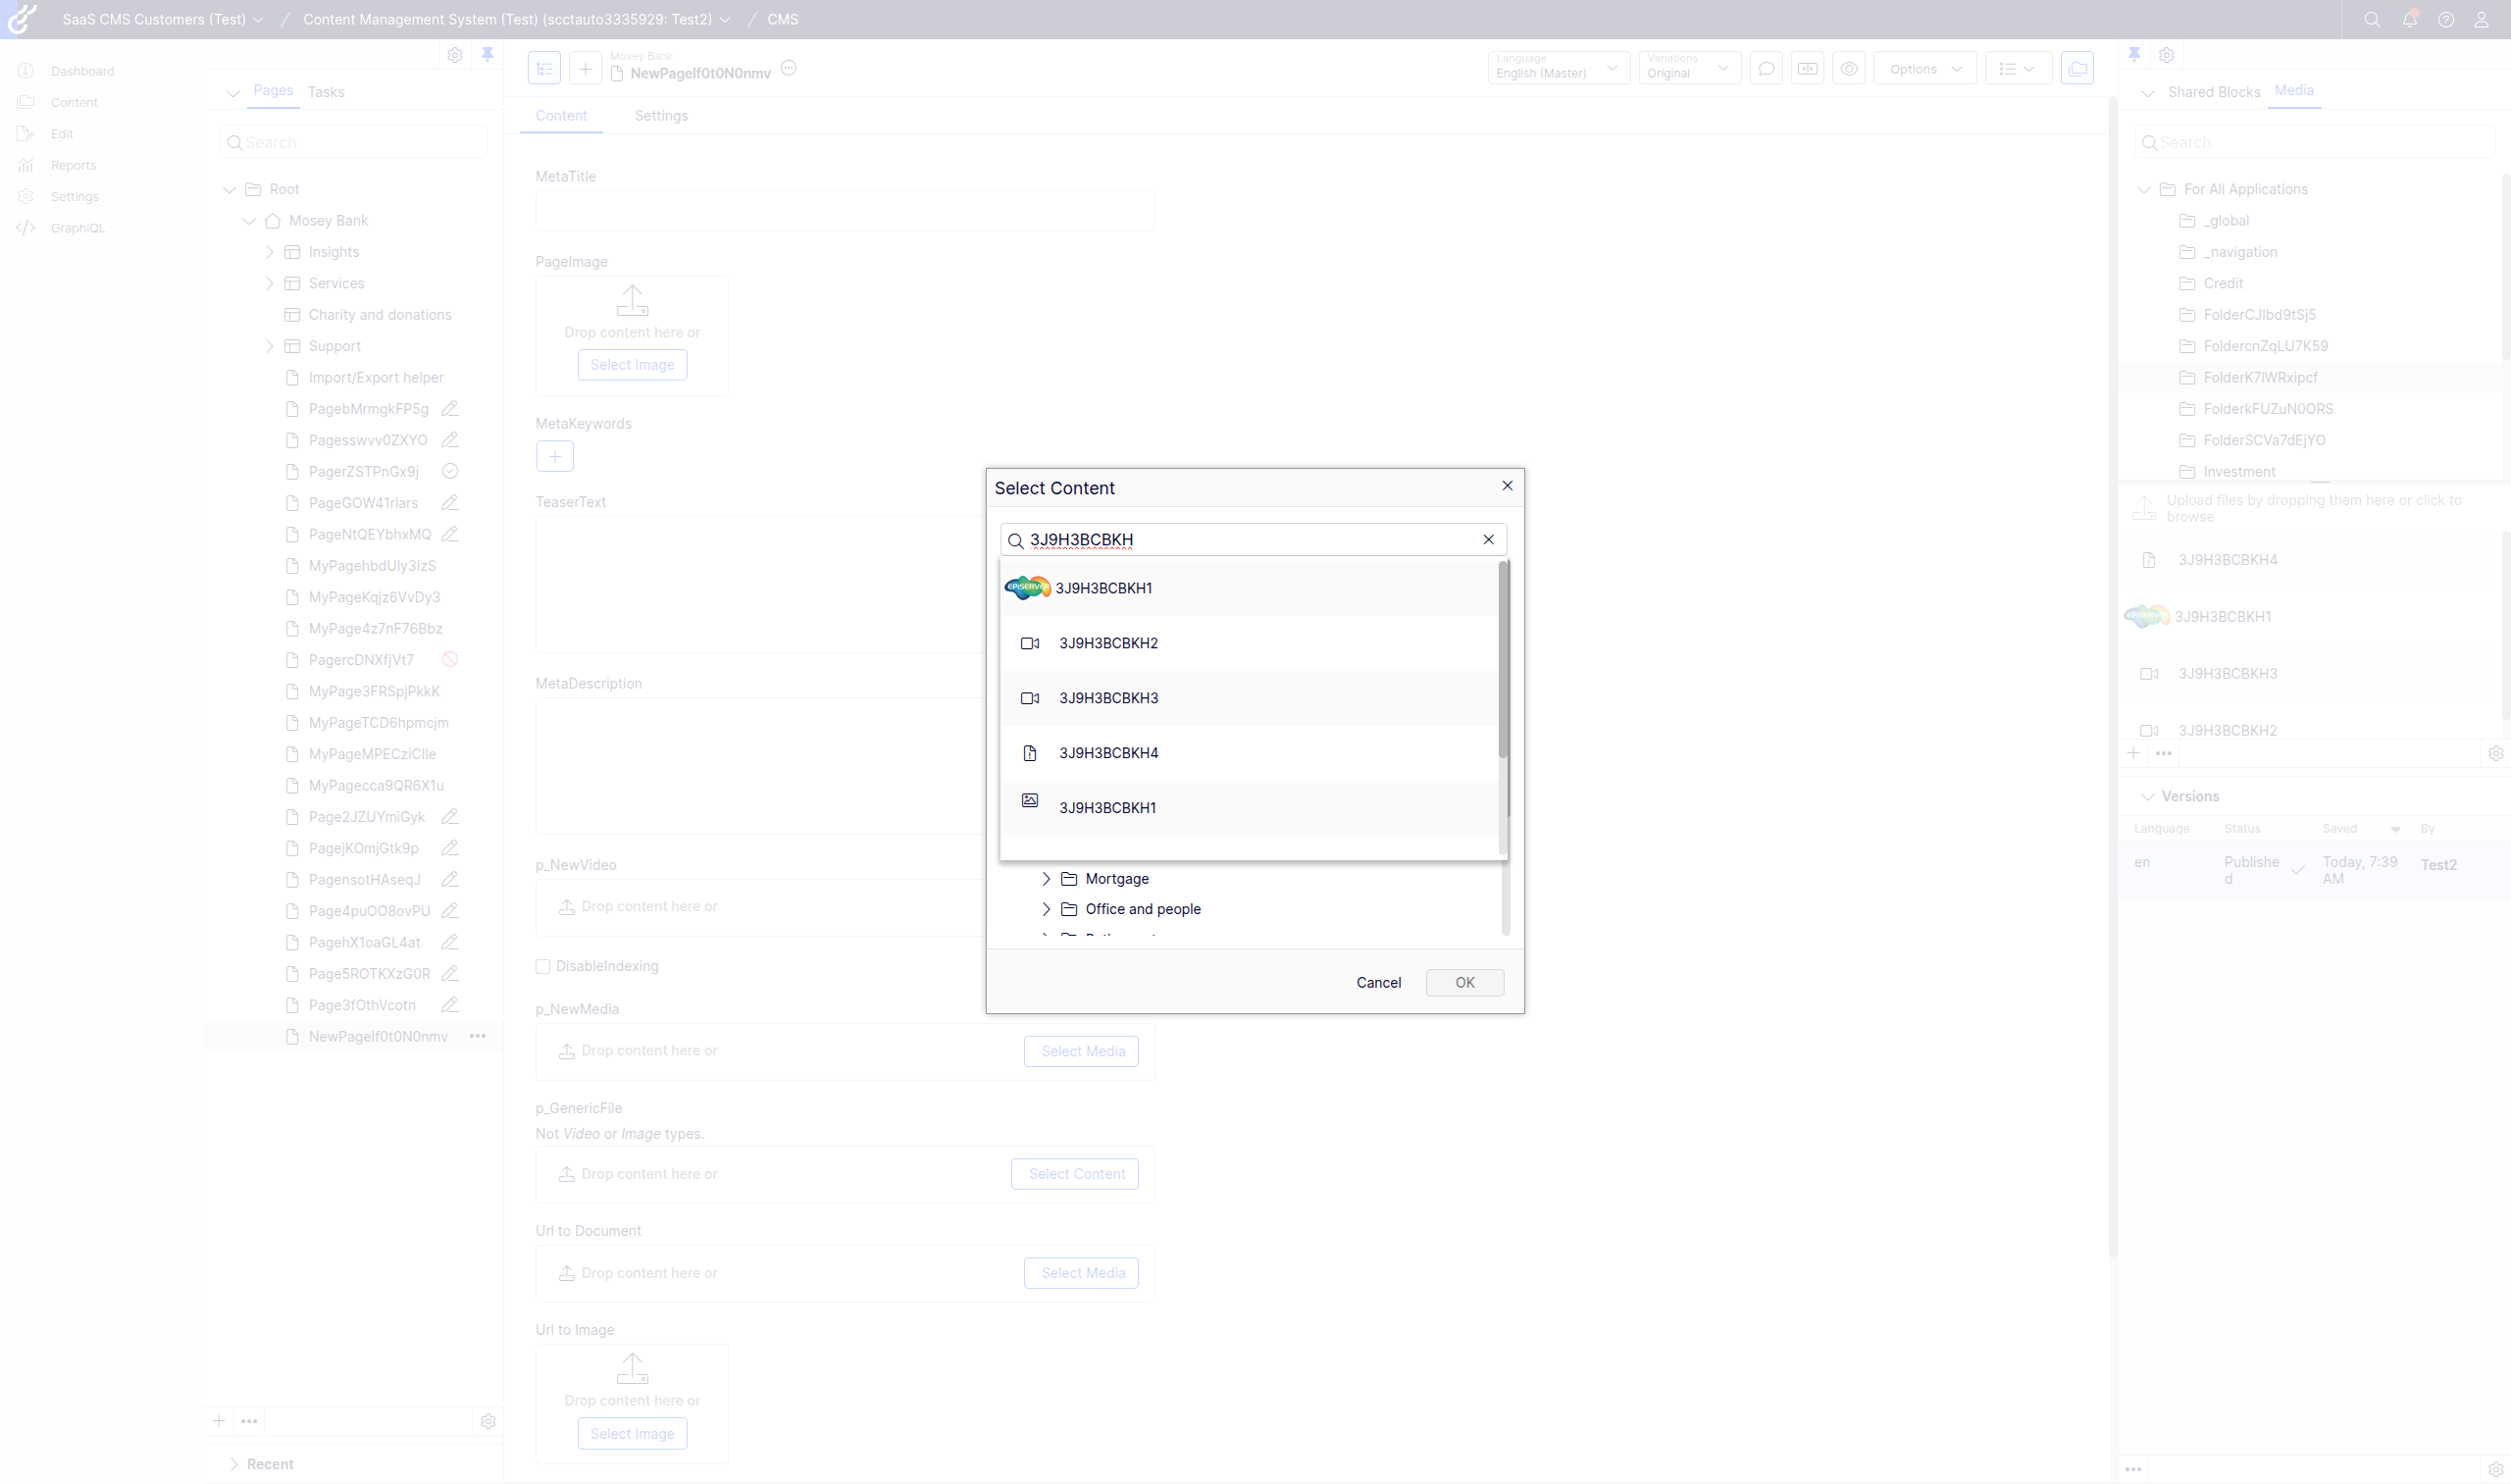 SaaS CMS Customers (Test) / Content Management System (Test) (scctauto3335929: Test2) / CMS
Dashboard
Content
Edit
Reports
Settings
GraphiQL
Pages Tasks
Search
Root
Mosey Bank
Insights
Services
Charity and donations
Support
Import/Export helper
PagebMrmgkFP5g
Pagesswvv0ZXYO
PagerZSTPnGx9j
PageGOW41rlars
PageNtQEYbhxMQ
MyPagehbdUly3IzS
MyPageKqjz6VvDy3
MyPage4z7nF76Bbz
PagercDNXfjVt7
MyPage3FRSpjPkkK
MyPageTCD6hpmcjm
MyPageMPECziClle
MyPagecca9QR6X1u
Page2JZUYmiGyk
PagejKOmjGtk9p
PagensotHAseqJ
Page4puOO8ovPU
PagehX1oaGL4at
Page5ROTKXzG0R
Page3fOthVcotn
NewPagelf0t0N0nmv
Recent
Mosey Bank
NewPagelf0t0N0nmv
Language
English (Master)
Variations
Original
Options
Content Settings
MetaTitle
PageImage
Drop content here or
Select Image
MetaKeywords
TeaserText
MetaDescription
p_NewVideo
Drop content here or
DisableIndexing
p_NewMedia
Drop content here or Select Media
p_GenericFile
Not Video or Image types.
Drop content here or Select Content
Url to Document
Drop content here or Select Media
Url to Image
Drop content here or
Select Image
Select Content
3J9H3BCBKH
EPISERVER 3J9H3BCBKH1
3J9H3BCBKH2
3J9H3BCBKH3
3J9H3BCBKH4
3J9H3BCBKH1
Mortgage
Office and people
Cancel OK
Shared Blocks Media
Search
For All Applications
_global
_navigation
Credit
FolderCJlbd9tSj5
FoldercnZqLU7K59
FolderK7IWRxipcf
FolderkFUZuN0ORS
FolderSCVa7dEjYO
Investment
Upload files by dropping them here or click to
browse
3J9H3BCBKH4
EPISERVER 3J9H3BCBKH1
3J9H3BCBKH3
3J9H3BCBKH2
Versions
Language Status Saved By
en Publishe Today, 7:39 Test2
d AM